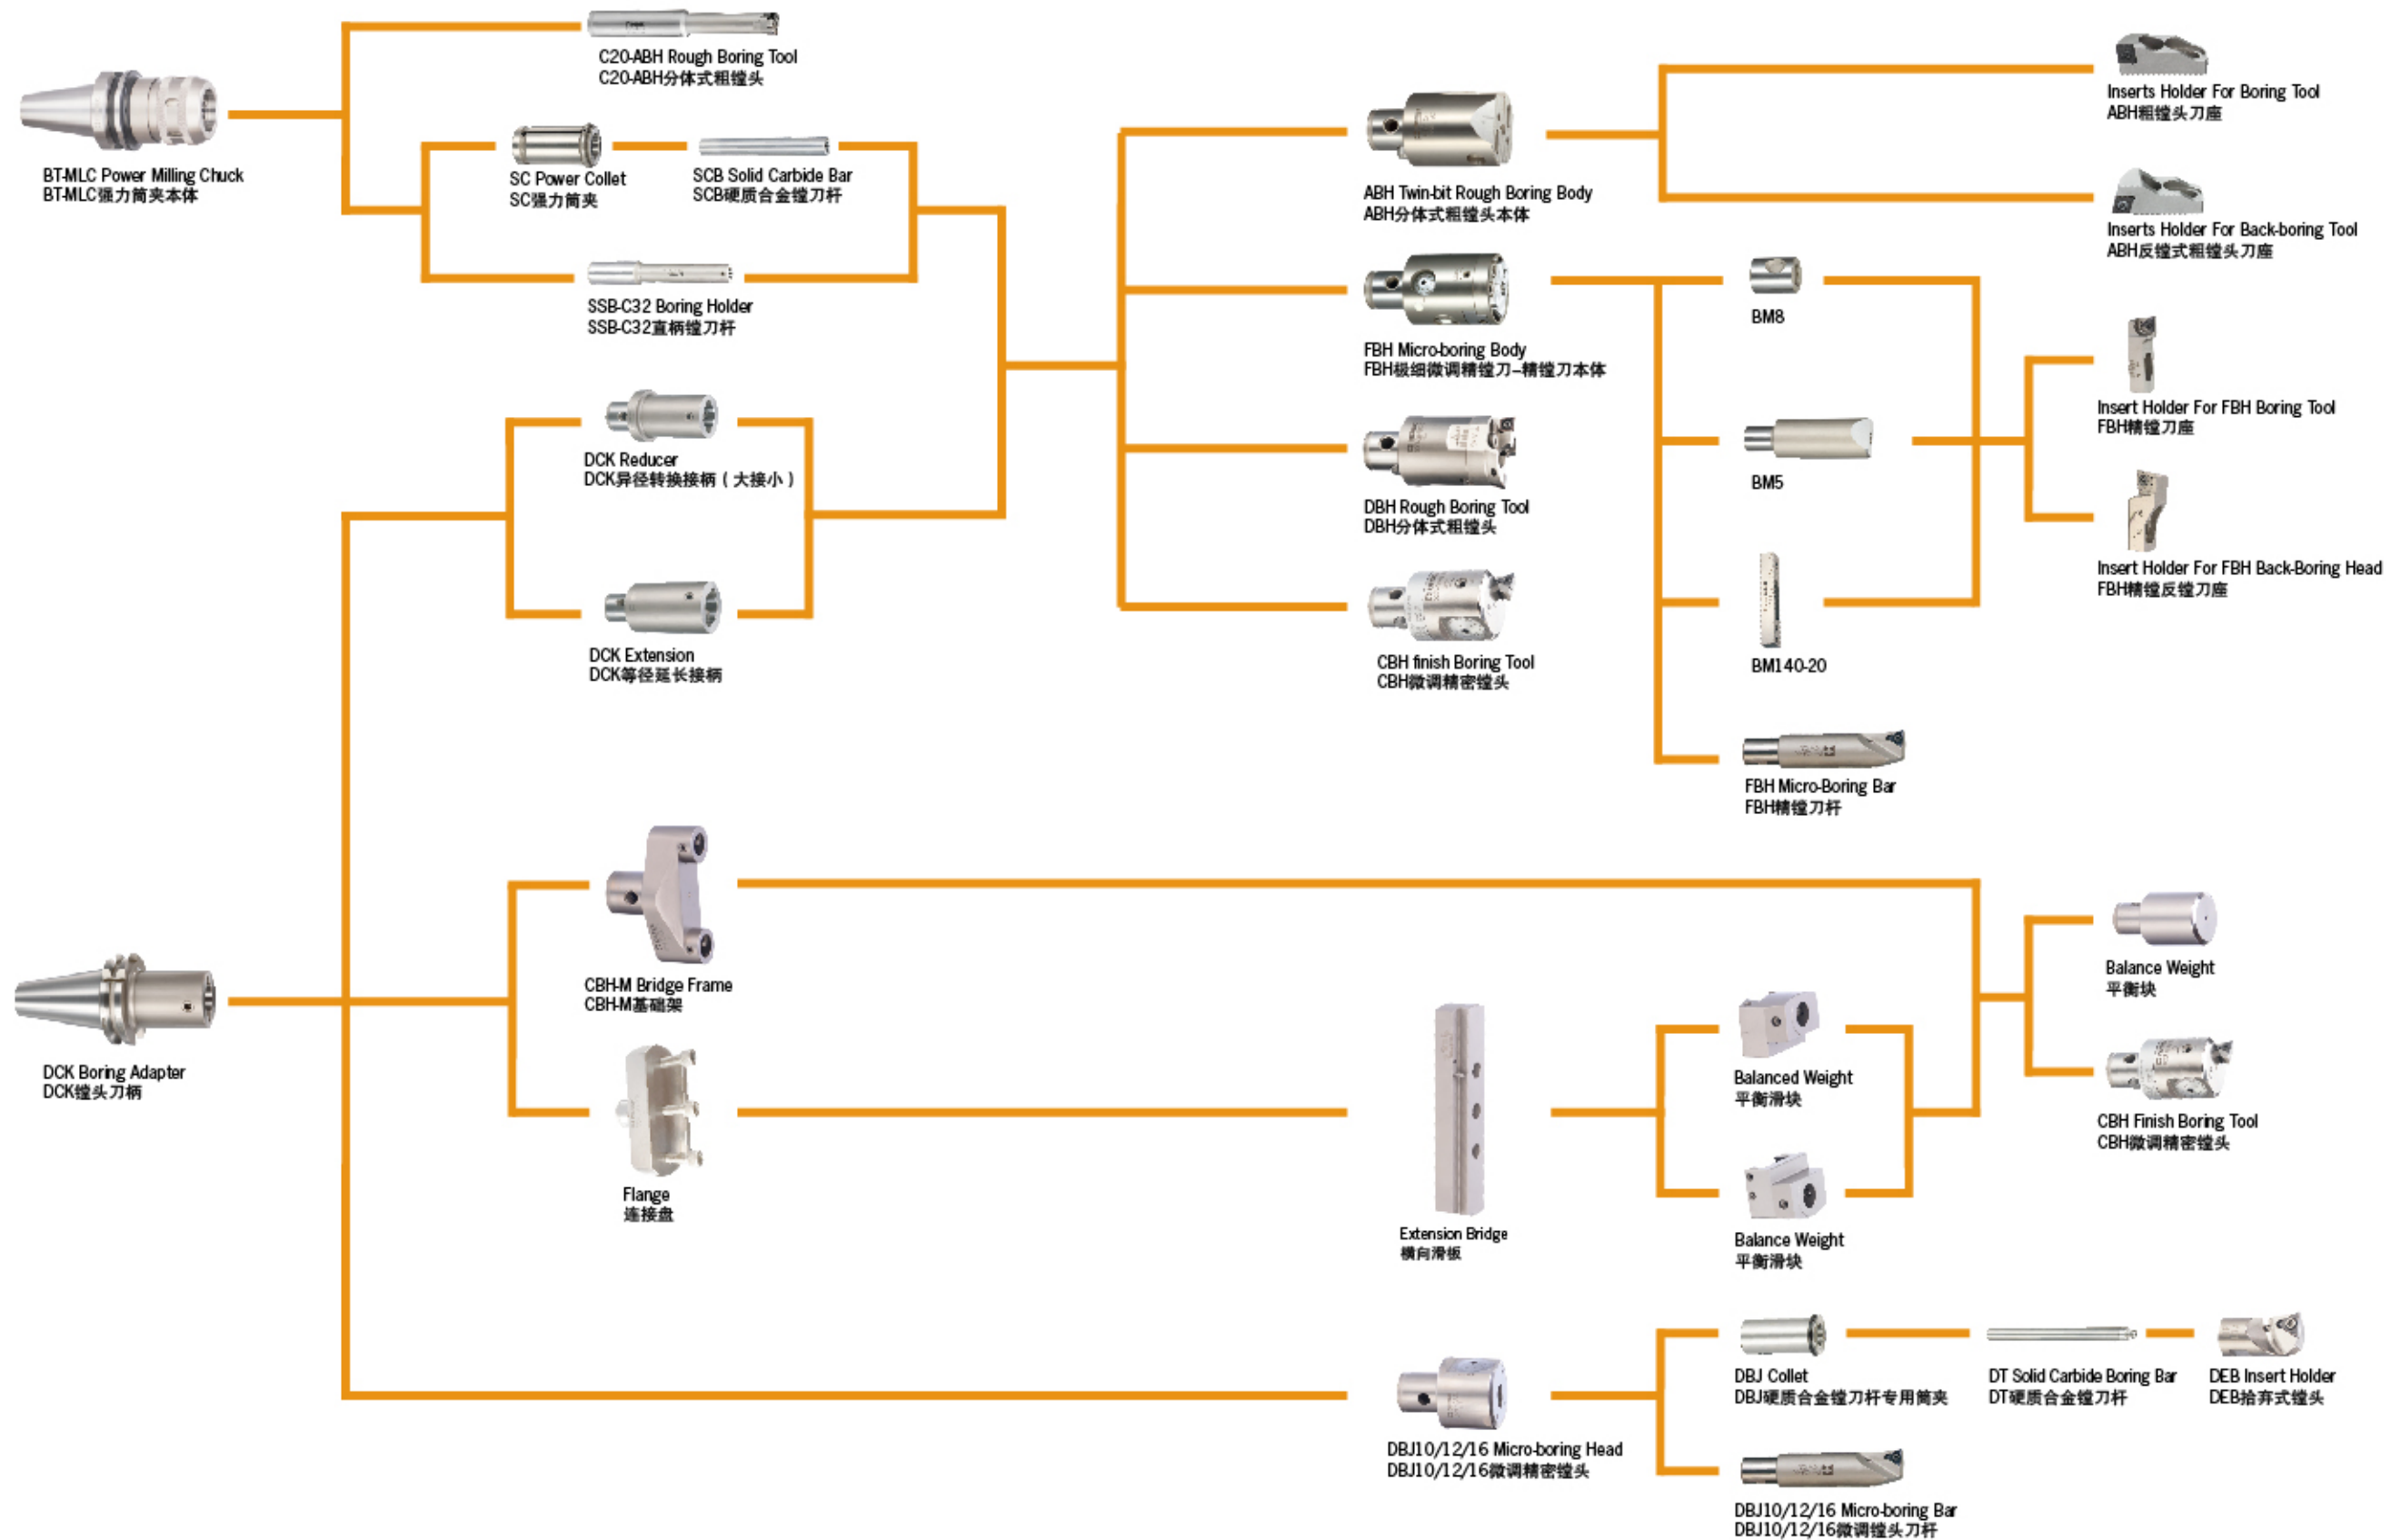 C20-ABH Rough Boring Tool
C20-ABH分体式粗镗头
BT-MLC Power Milling Chuck
BT-MLC强力筒夹本体
SC Power Collet
SC强力筒夹
SCB Solid Carbide Bar
SCB硬质合金镗刀杆
SSB-C32 Boring Holder
SSB-C32直柄镗刀杆
DCK Reducer
DCK异径转换接柄（大接小）
DCK Extension
DCK等径延长接柄
ABH Twin-bit Rough Boring Body
ABH分体式粗镗头本体
FBH Micro-boring Body
FBH极细微调精镗刀-精镗刀本体
DBH Rough Boring Tool
DBH分体式粗镗头
CBH finish Boring Tool
CBH微调精密镗头
Inserts Holder For Boring Tool
ABH粗镗头刀座
Inserts Holder For Back-boring Tool
ABH反镗式粗镗头刀座
BM8
BM5
BM140-20
FBH Micro-Boring Bar
FBH精镗刀杆
Insert Holder For FBH Boring Tool
FBH精镗刀座
Insert Holder For FBH Back-Boring Head
FBH精镗反镗刀座
DCK Boring Adapter
DCK镗头刀柄
CBH-M Bridge Frame
CBH-M基础架
Flange
连接盘
Extension Bridge
横向滑板
Balanced Weight
平衡滑块
Balance Weight
平衡滑块
Balance Weight
平衡块
CBH Finish Boring Tool
CBH微调精密镗头
DBJ10/12/16 Micro-boring Head
DBJ10/12/16微调精密镗头
DBJ Collet
DBJ硬质合金镗刀杆专用筒夹
DT Solid Carbide Boring Bar
DT硬质合金镗刀杆
DEB Insert Holder
DEB拾弃式镗头
DBJ10/12/16 Micro-boring Bar
DBJ10/12/16微调镗头刀杆